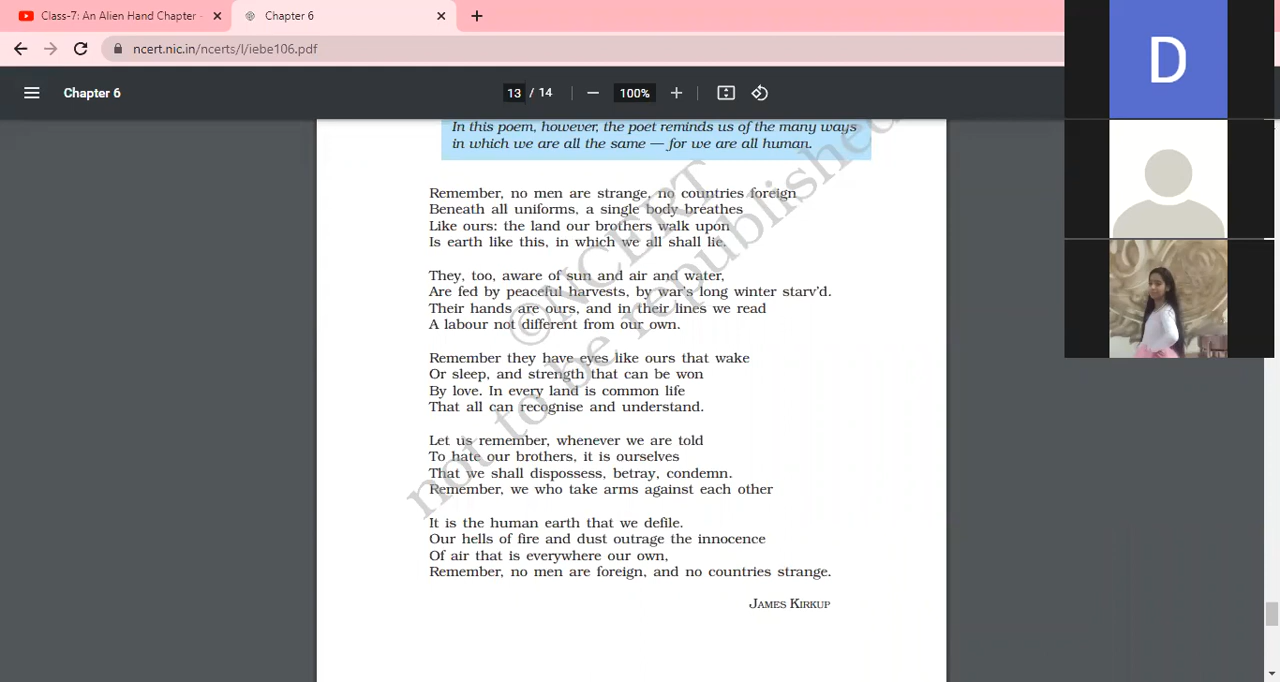 Class-7: An Alien Hand Chapter -
Chapter 6
ncert.nic.in/ncerts/l/iebe106.pdf
Chapter 6
13 / 14
100%
In this poem, however, the poet reminds us of the many ways
in which we are all the same — for we are all human.
Remember, no men are strange, no countries foreign
Beneath all uniforms, a single body breathes
Like ours: the land our brothers walk upon
Is earth like this, in which we all shall lie.
They, too, aware of sun and air and water,
Are fed by peaceful harvests, by war's long winter starv'd.
Their hands are ours, and in their lines we read
A labour not different from our own.
Remember they have eyes like ours that wake
Or sleep, and strength that can be won
By love. In every land is common life
That all can recognise and understand.
Let us remember, whenever we are told
To hate our brothers, it is ourselves
That we shall dispossess, betray, condemn.
Remember, we who take arms against each other
It is the human earth that we defile.
Our hells of fire and dust outrage the innocence
Of air that is everywhere our own,
Remember, no men are foreign, and no countries strange.
JAMES KIRKUP
©NCERT
not to be republished
D